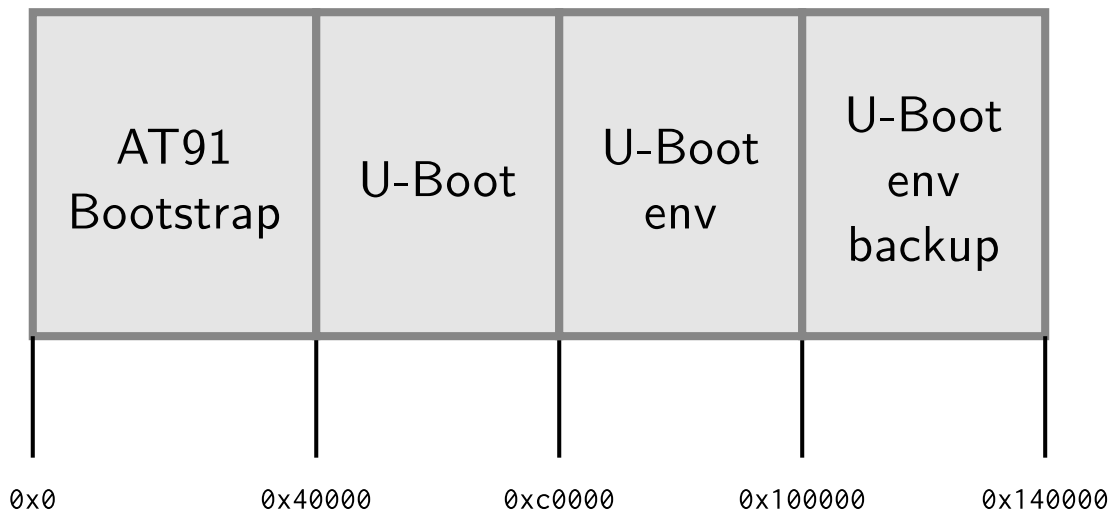 AT91
Bootstrap
U-Boot
U-Boot
env
U-Boot
env
backup
0x0
0x40000
0xc0000
0x100000
0x140000